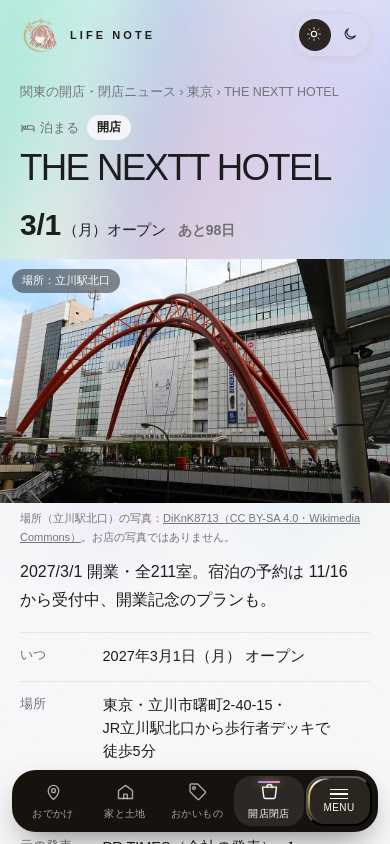 LIFE NOTE
関東の開店・閉店ニュース › 東京 › THE NEXTT HOTEL
泊まる 開店
THE NEXTT HOTEL
3/1（月）オープン あと98日
場所：立川駅北口
場所（立川駅北口）の写真：DiKnK8713（CC BY-SA 4.0・Wikimedia
Commons）。お店の写真ではありません。
2027/3/1 開業・全211室。宿泊の予約は 11/16
から受付中、開業記念のプランも。
いつ 2027年3月1日（月） オープン
場所 東京・立川市曙町2-40-15・
JR立川駅北口から歩行者デッキで
徒歩5分
おでかけ 家と土地 おかいもの 開店閉店 MENU